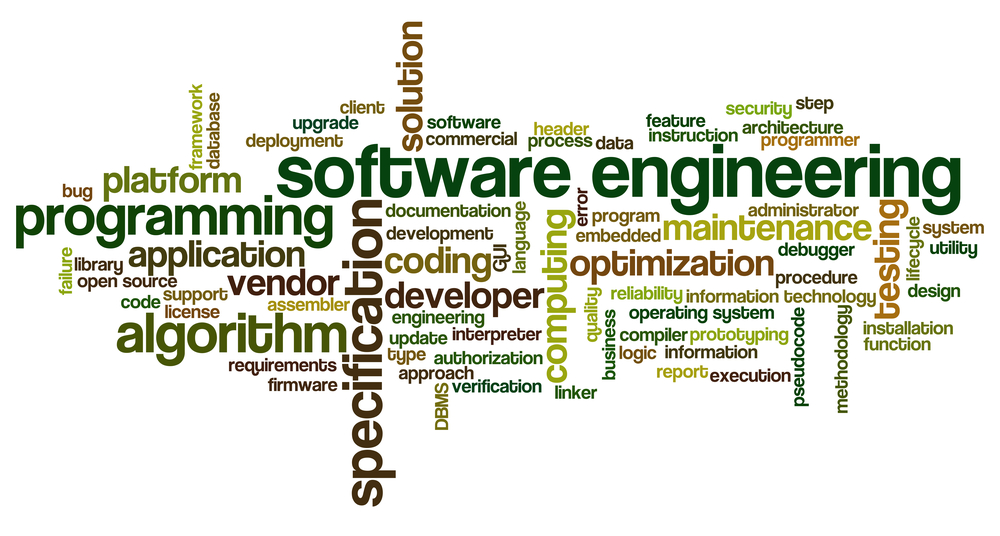 solution
framework
database
client
upgrade
deployment
software
commercial
header
process
data
feature
instruction
security
step
architecture
programmer
software engineering
bug
platform
programming
application
failure
library
open source
vendor
code
support
license
assembler
algorithm
requirements
firmware
specification
documentation
development
coding
GUI
language
developer
engineering
update
interpreter
type
authorization
approach
DBMS
verification
computing
linker
error
program
embedded
maintenance
administrator
debugger
optimization
procedure
testing
lifecycle
system
utility
design
quality
reliability
information technology
business
operating system
compiler
prototyping
logic
information
report
execution
pseudocode
methodology
installation
function